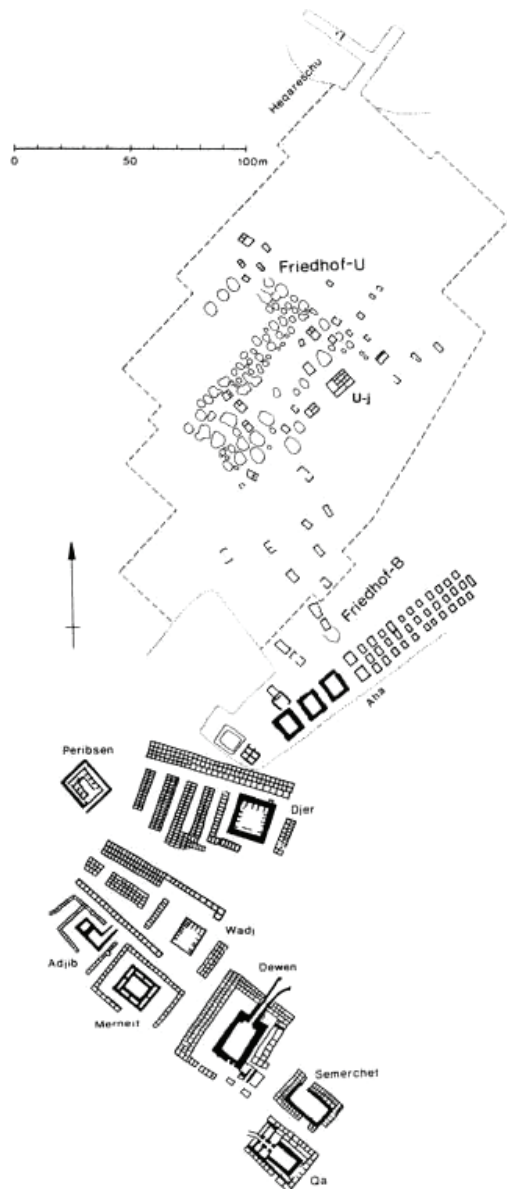 Heqareschu
0 50 100m
Friedhof-U
U-j
Friedhof-B
Aha
Peribsen
Djer
Wadj
Dewen
Adjib
Merneit
Semerchet
Qa